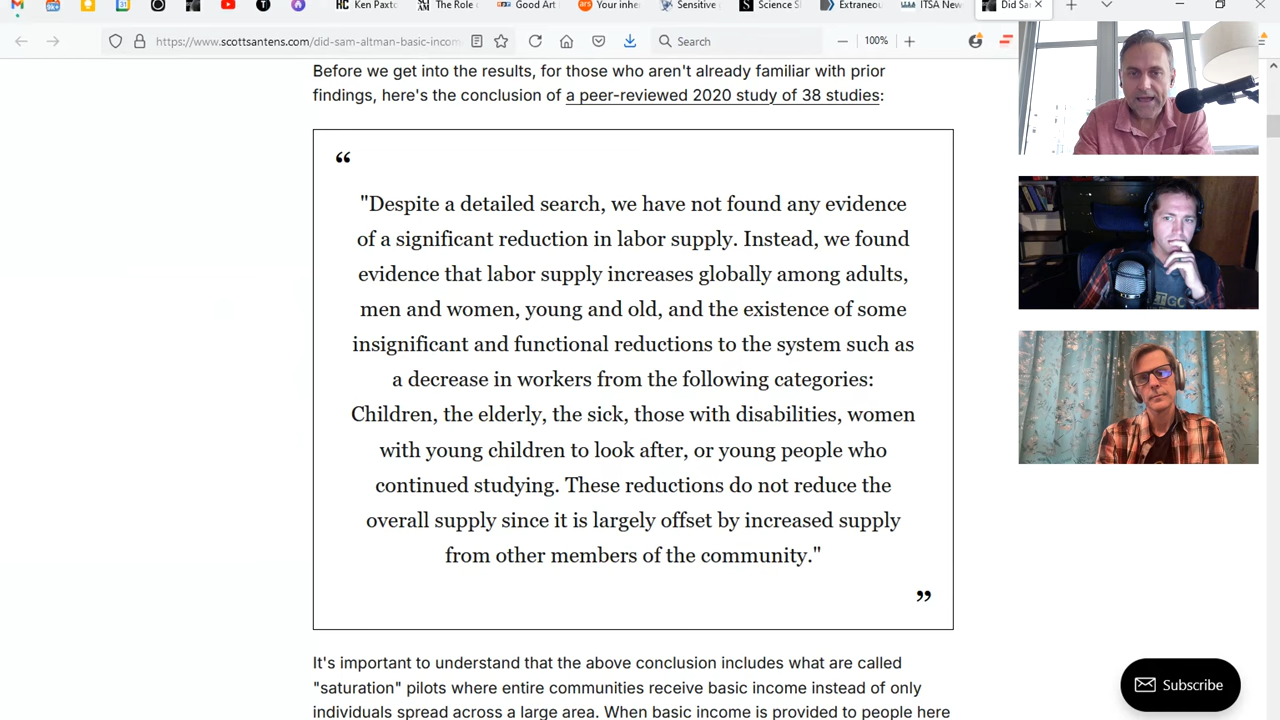 Ken Paxto
The Role (
Good Art (
Your inhe
Sensitive (
Science Sl
Extraneou
ITSA New
Did Sa
https://www.scottsantens.com/did-sam-altman-basic-incom
100%
Search
Before we get into the results, for those who aren't already familiar with prior
findings, here's the conclusion of a peer-reviewed 2020 study of 38 studies:
“
"Despite a detailed search, we have not found any evidence
of a significant reduction in labor supply. Instead, we found
evidence that labor supply increases globally among adults,
men and women, young and old, and the existence of some
insignificant and functional reductions to the system such as
a decrease in workers from the following categories:
Children, the elderly, the sick, those with disabilities, women
with young children to look after, or young people who
continued studying. These reductions do not reduce the
overall supply since it is largely offset by increased supply
from other members of the community."
”
It's important to understand that the above conclusion includes what are called
"saturation" pilots where entire communities receive basic income instead of only
individuals spread across a large area. When basic income is provided to people here
Subscribe